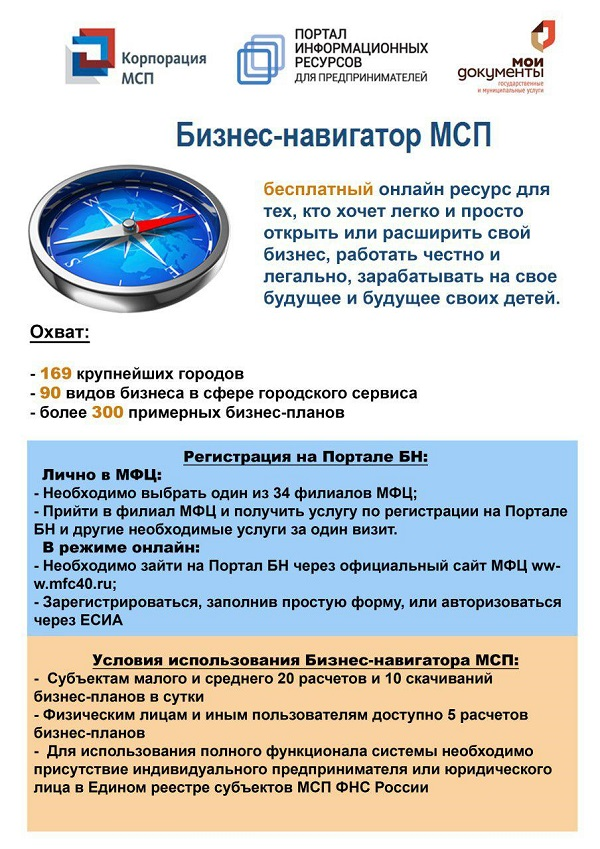 Корпорация
МСП
ПОРТАЛ
ИНФОРМАЦИОННЫХ
РЕСУРСОВ
ДЛЯ ПРЕДПРИНИМАТЕЛЕЙ
МОИ
документы
государственные
и муниципальные услуги
Бизнес-навигатор МСП
N
W
E
S
бесплатный онлайн ресурс для
тех, кто хочет легко и просто
открыть или расширить свой
бизнес, работать честно и
легально, зарабатывать на свое
будущее и будущее своих детей.
Охват:
- 169 крупнейших городов
- 90 видов бизнеса в сфере городского сервиса
- более 300 примерных бизнес-планов
Регистрация на Портале БН:
Лично в МФЦ:
- Необходимо выбрать один из 34 филиалов МФЦ;
- Прийти в филиал МФЦ и получить услугу по регистрации на Портале
БН и другие необходимые услуги за один визит.
В режиме онлайн:
- Необходимо зайти на Портал БН через официальный сайт МФЦ ww-
w.mfc40.ru;
- Зарегистрироваться, заполнив простую форму, или авторизоваться
через ЕСИА
Условия использования Бизнес-навигатора МСП:
- Субъектам малого и среднего 20 расчетов и 10 скачиваний
бизнес-планов в сутки
- Физическим лицам и иным пользователям доступно 5 расчетов
бизнес-планов
- Для использования полного функционала системы необходимо
присутствие индивидуального предпринимателя или юридического
лица в Едином реестре субъектов МСП ФНС России